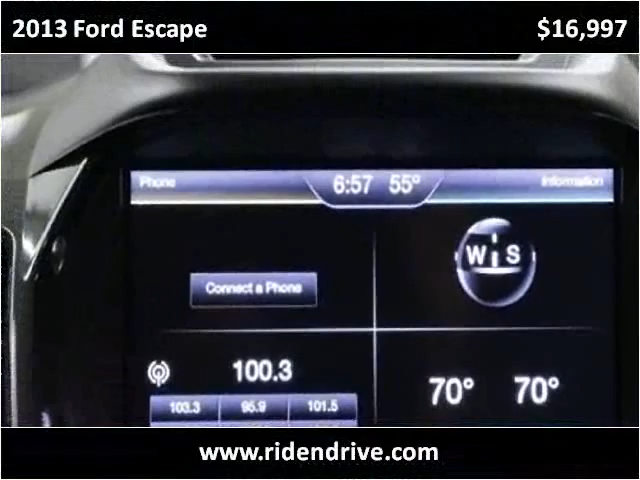 2013 Ford Escape $16,997
Phone 6:57 55° Information
W S
Connect a Phone
100.3
70° 70°
103.3 95.9 101.5
www.ridendrive.com